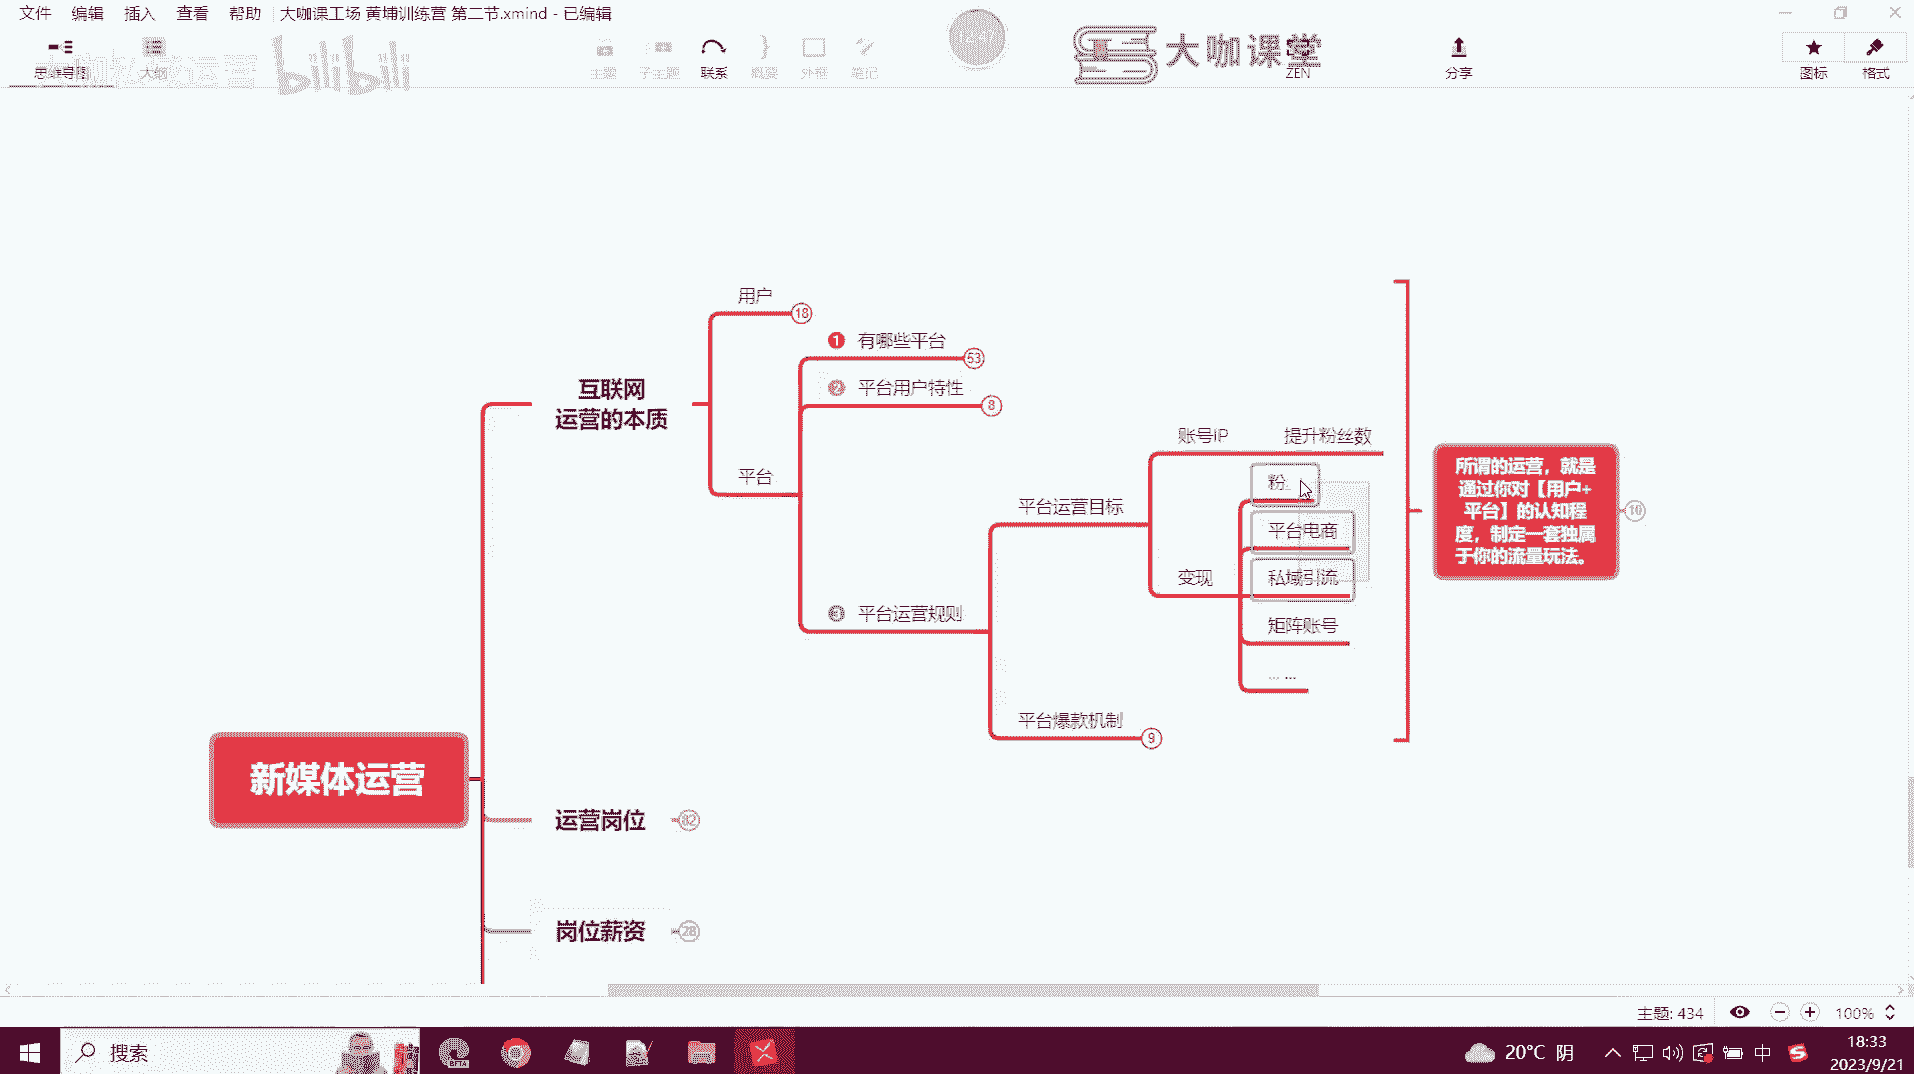 文件 编辑 插入 查看 帮助 大咖课工场 黄埔训练营 第二节.xmind - 已编辑
思维导图 大纲 主题 子主题 联系 概要 外框 笔记 ZEN 分享 图标 格式
bilibili
大咖课堂
用户 18
1 有哪些平台 53
2 平台用户特性 8
互联网
运营的本质
平台
账号IP 提升粉丝数
粉
平台电商
平台运营目标
变现 私域引流
3 平台运营规则
矩阵账号
... ...
平台爆款机制 9
所谓的运营，就是
通过你对【用户+
平台】的认知程
度，制定一套独属
于你的流量玩法。
10
新媒体运营
运营岗位 82
岗位薪资 28
主题: 434 100%
搜索
BETA
20°C 阴
中
18:33
2023/9/21